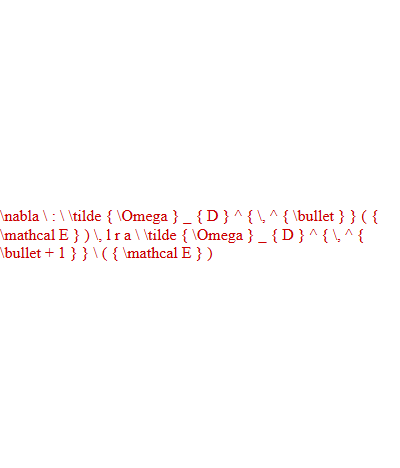 \nabla \ : \ \tilde { \Omega } _ { D } ^ { \, ^ { \bullet } } ( {
\mathcal E } ) \, l r a \ \tilde { \Omega } _ { D } ^ { \, ^ {
\bullet + 1 } } \ ( { \mathcal E } )